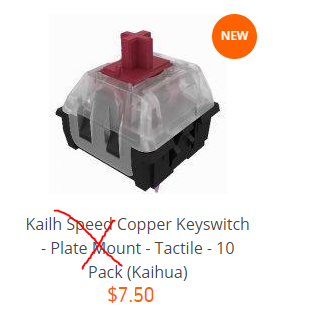 NEW
Kailh Speed Copper Keyswitch
- Plate Mount - Tactile - 10
Pack (Kaihua)
$7.50